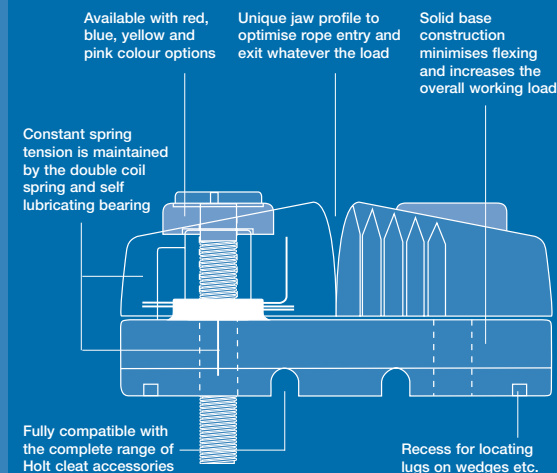 Available with red,
blue, yellow and
pink colour options
Unique jaw profile to
optimise rope entry and
exit whatever the load
Solid base
construction
minimises flexing
and increases the
overall working load
Constant spring
tension is maintained
by the double coil
spring and self
lubricating bearing
Fully compatible with
the complete range of
Holt cleat accessories
Recess for locating
lugs on wedges etc.